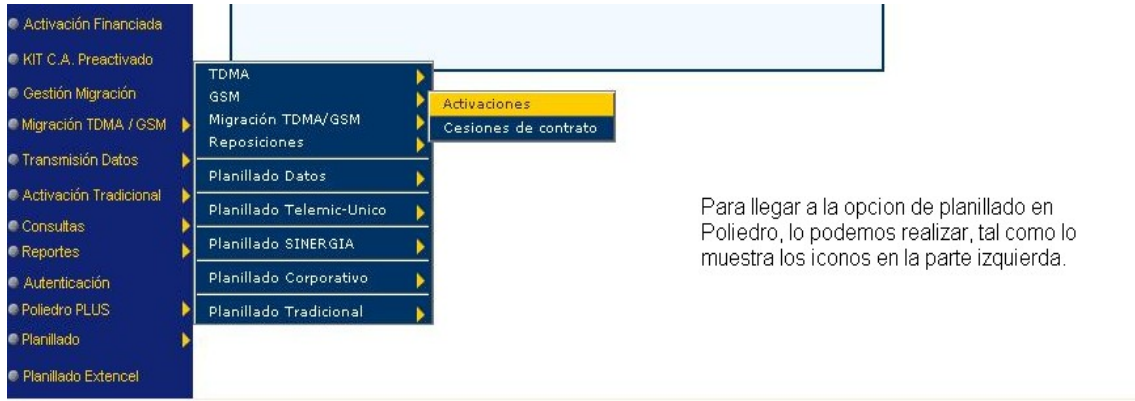 Activación Financiada
KIT C.A. Preactivado
Gestión Migración
Migración TDMA / GSM
Transmisión Datos
Activación Tradicional
Consultas
Reportes
Autenticación
Poliedro PLUS
Planillado
Planillado Extencel
TDMA
GSM
Migración TDMA/GSM
Reposiciones
Planillado Datos
Planillado Telemic-Unico
Planillado SINERGIA
Planillado Corporativo
Planillado Tradicional
Activaciones
Cesiones de contrato
Para llegar a la opcion de planillado en
Poliedro, lo podemos realizar, tal como lo
muestra los iconos en la parte izquierda.